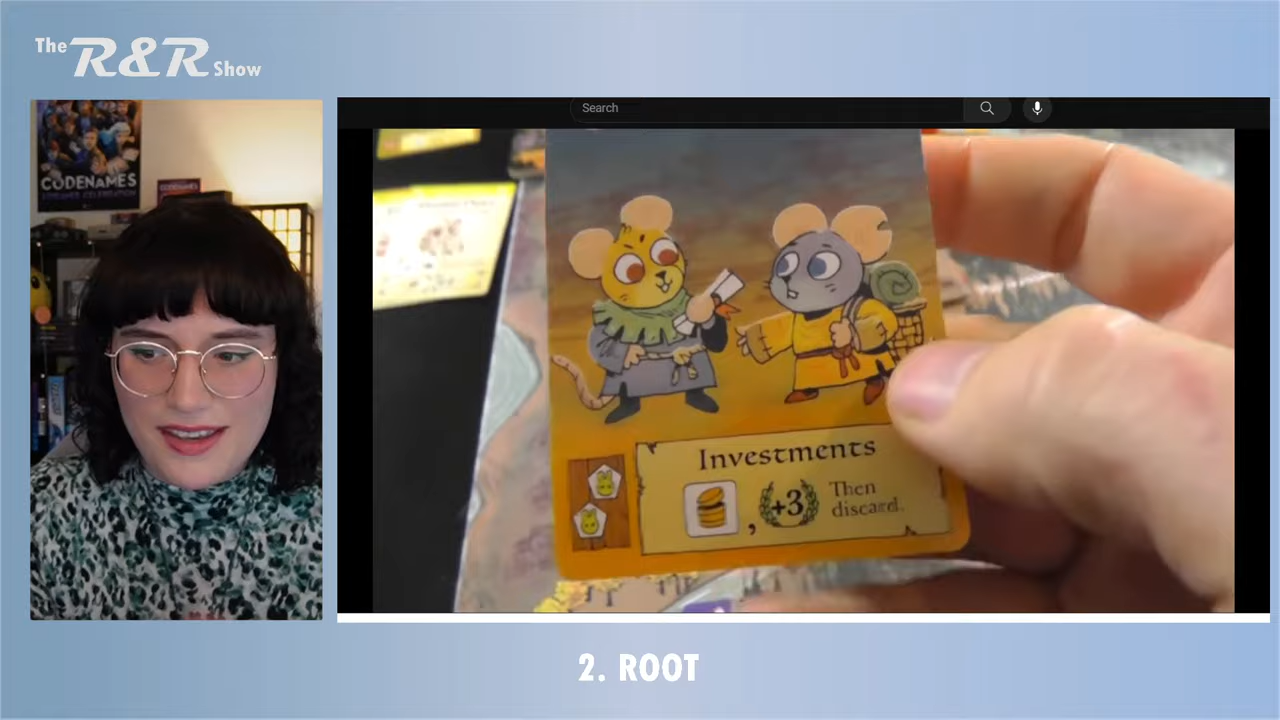 The R&R Show
CODENAMES
Search
Investments
, +3 Then
discard.
2. ROOT